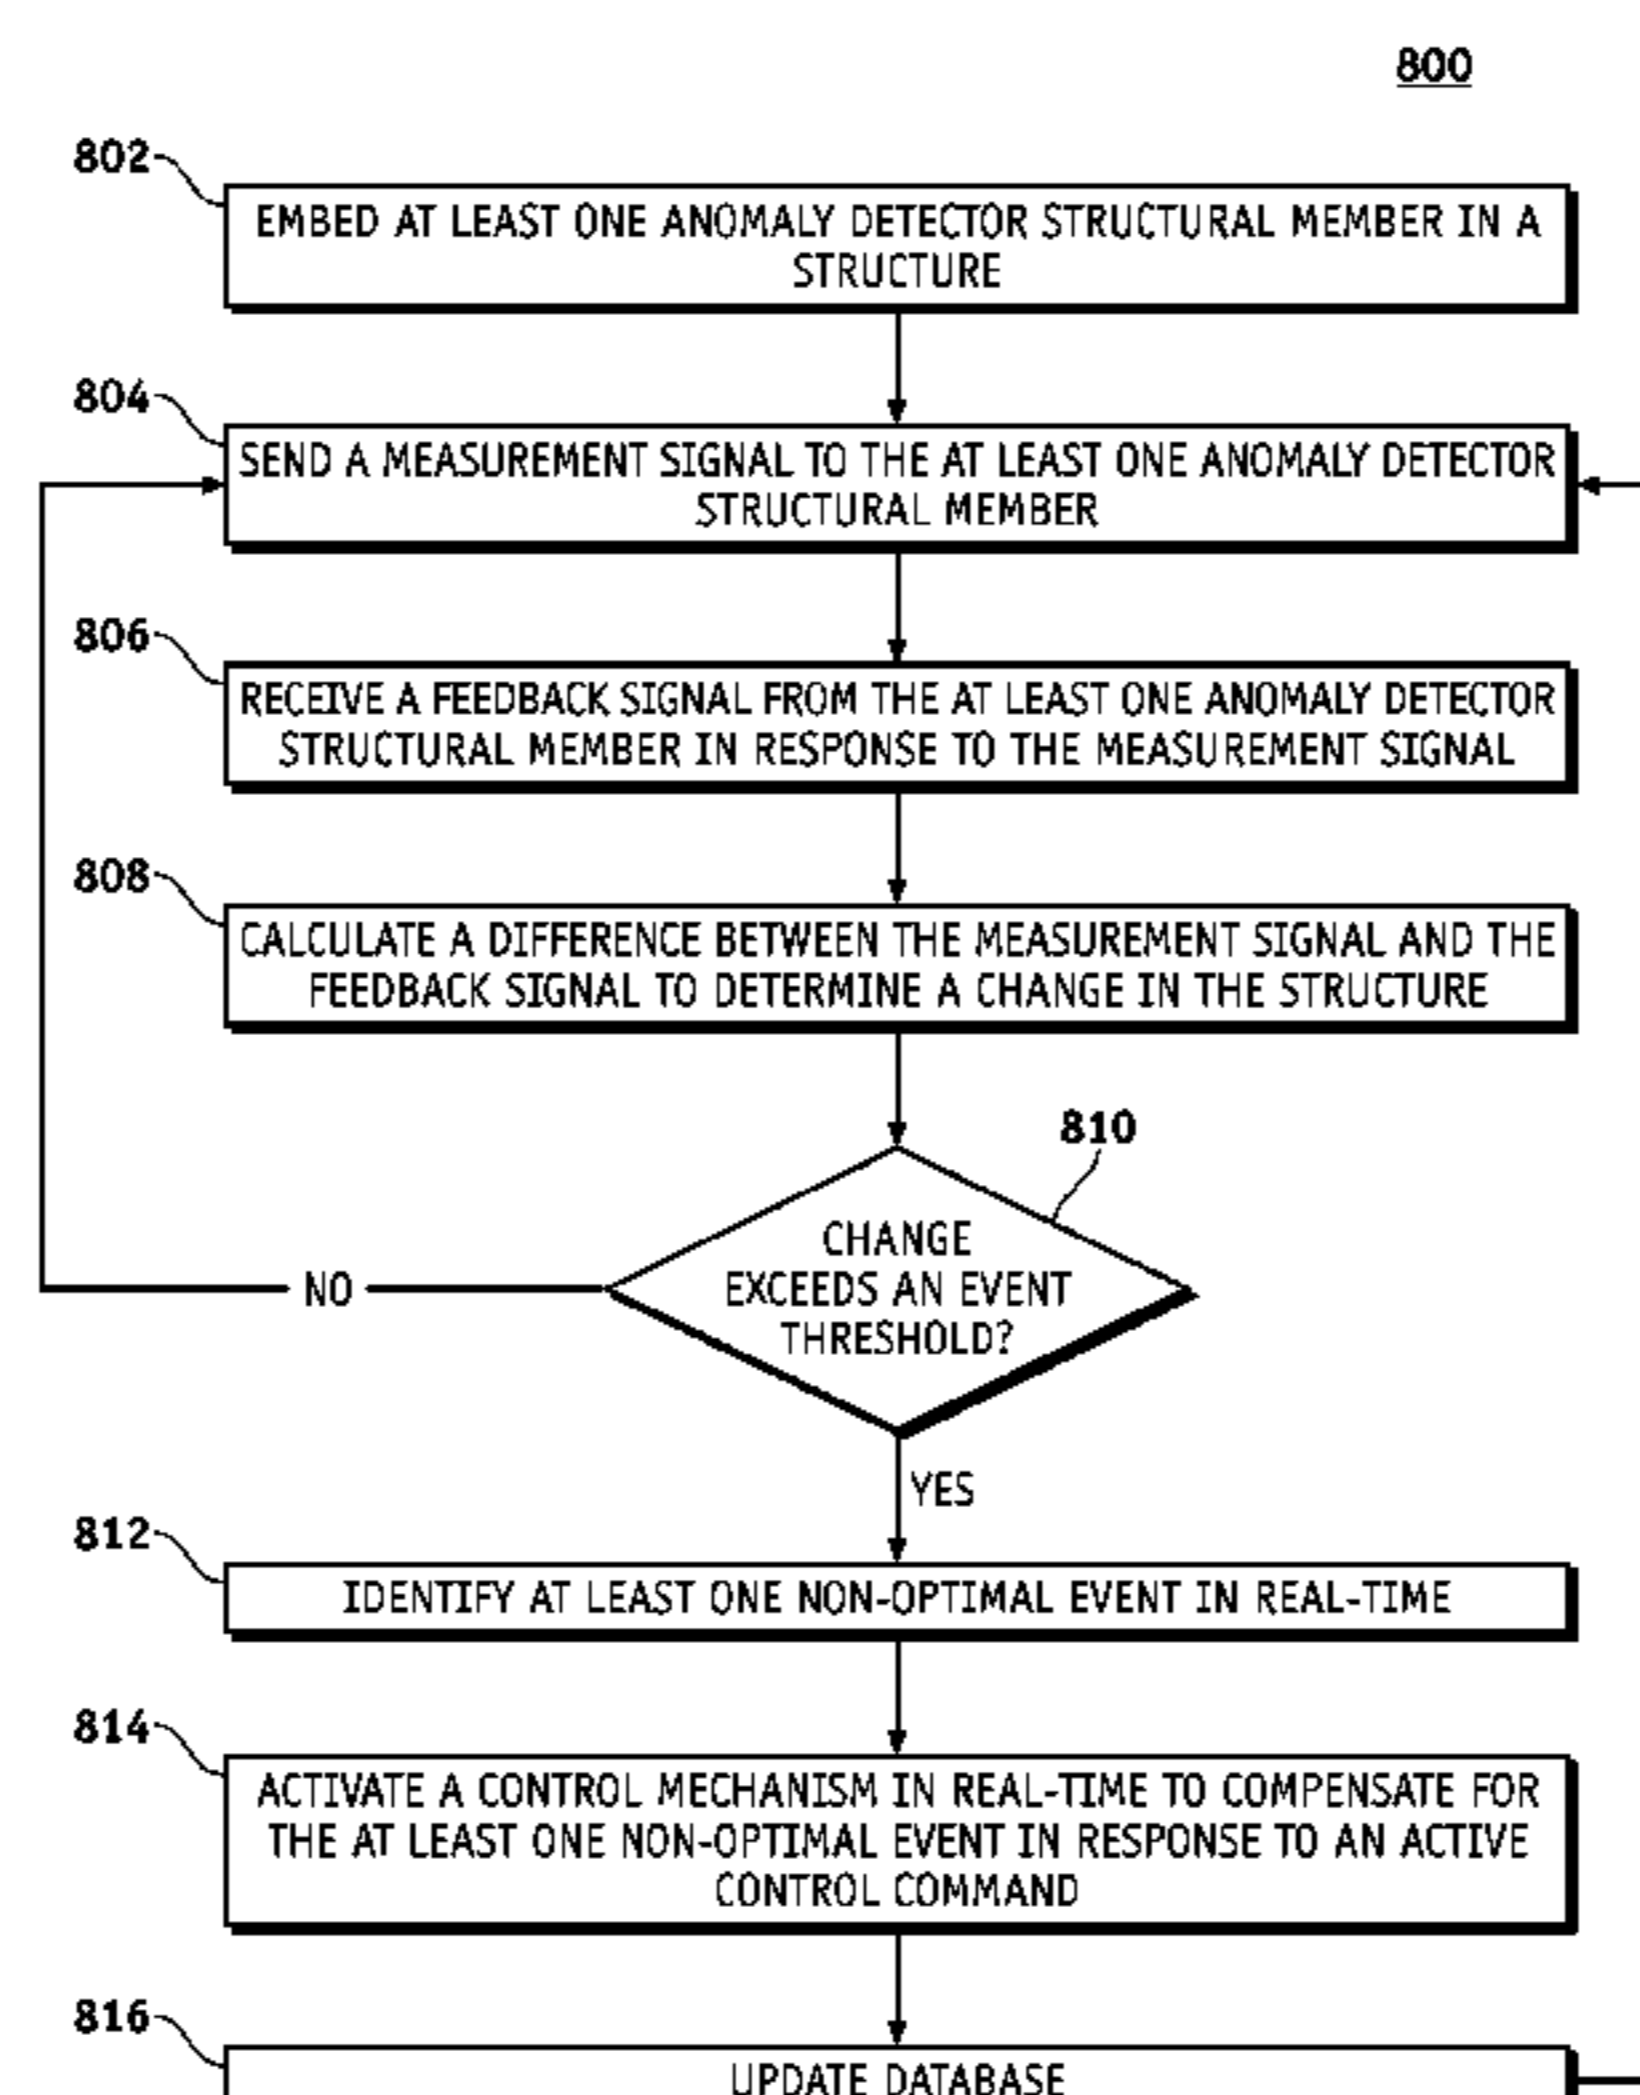 800
802
EMBED AT LEAST ONE ANOMALY DETECTOR STRUCTURAL MEMBER IN A
STRUCTURE
804
SEND A MEASUREMENT SIGNAL TO THE AT LEAST ONE ANOMALY DETECTOR
STRUCTURAL MEMBER
806
RECEIVE A FEEDBACK SIGNAL FROM THE AT LEAST ONE ANOMALY DETECTOR
STRUCTURAL MEMBER IN RESPONSE TO THE MEASUREMENT SIGNAL
808
CALCULATE A DIFFERENCE BETWEEN THE MEASUREMENT SIGNAL AND THE
FEEDBACK SIGNAL TO DETERMINE A CHANGE IN THE STRUCTURE
810
CHANGE
EXCEEDS AN EVENT
THRESHOLD?
NO
YES
812
IDENTIFY AT LEAST ONE NON-OPTIMAL EVENT IN REAL-TIME
814
ACTIVATE A CONTROL MECHANISM IN REAL-TIME TO COMPENSATE FOR
THE AT LEAST ONE NON-OPTIMAL EVENT IN RESPONSE TO AN ACTIVE
CONTROL COMMAND
816
UPDATE DATABASE